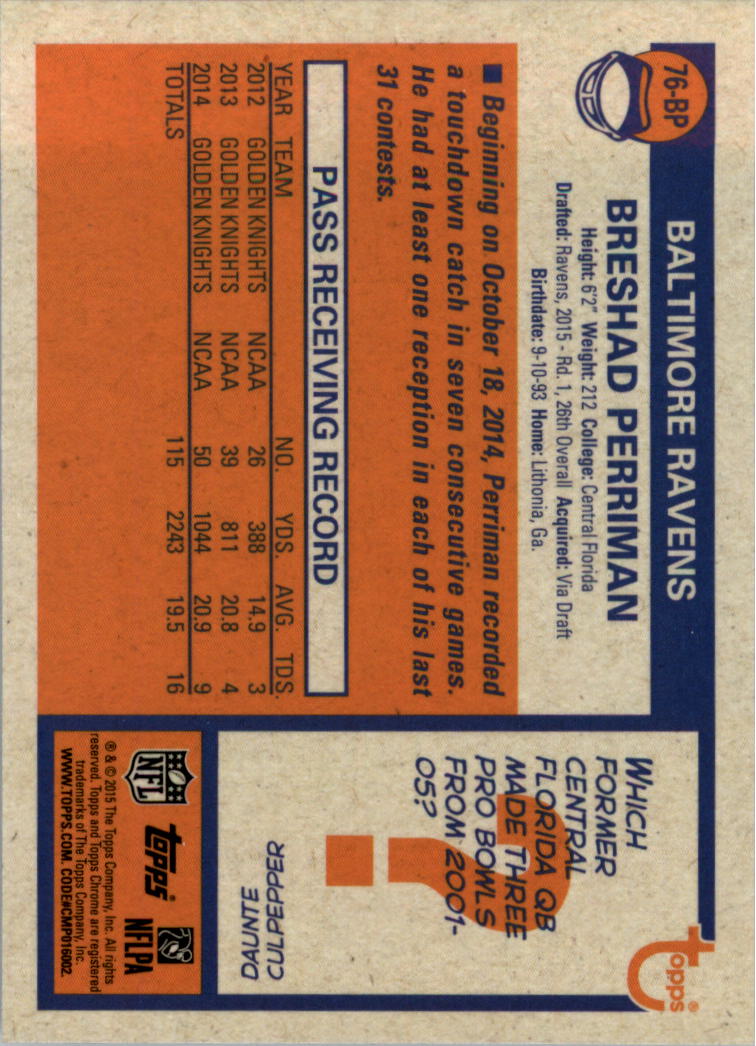 76-BP
BALTIMORE RAVENS
BRESHAD PERRIMAN
Height: 6'2" Weight: 212 College: Central Florida
Drafted: Ravens, 2015 - Rd. 1, 26th Overall Acquired: Via Draft
Birthdate: 9-10-93 Home: Lithonia, Ga.
■ Beginning on October 18, 2014, Perriman recorded
a touchdown catch in seven consecutive games.
He had at least one reception in each of his last
31 contests.
PASS RECEIVING RECORD
YEAR TEAM NO. YDS. AVG. TDS.
2012 GOLDEN KNIGHTS NCAA 26 388 14.9 3
2013 GOLDEN KNIGHTS NCAA 39 811 20.8 4
2014 GOLDEN KNIGHTS NCAA 50 1044 20.9 9
TOTALS 115 2243 19.5 16
topps®
?
WHICH
FORMER
CENTRAL
FLORIDA QB
MADE THREE
PRO BOWLS
FROM 2001-
05?
DAUNTE
CULPEPPER
NFL topps® NFLPA
® & © 2015 The Topps Company, Inc. All rights
reserved. Topps and Topps Chrome are registered
trademarks of The Topps Company, Inc.
WWW.TOPPS.COM. CODE#CMP016002.